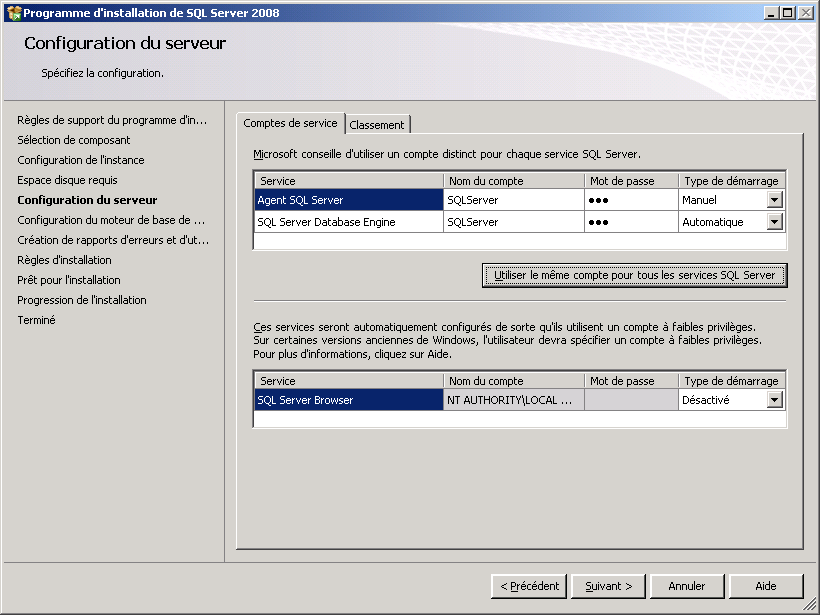 Programme d'installation de SQL Server 2008
Configuration du serveur
Spécifiez la configuration.
Règles de support du programme d'in...
Sélection de composant
Configuration de l'instance
Espace disque requis
Configuration du serveur
Configuration du moteur de base de ...
Création de rapports d'erreurs et d'ut...
Règles d'installation
Prêt pour l'installation
Progression de l'installation
Terminé
Comptes de service Classement
Microsoft conseille d'utiliser un compte distinct pour chaque service SQL Server.
Service Nom du compte Mot de passe Type de démarrage
Agent SQL Server SQLServer ●●● Manuel
SQL Server Database Engine SQLServer ●●● Automatique
Utiliser le même compte pour tous les services SQL Server
Ces services seront automatiquement configurés de sorte qu'ils utilisent un compte à faibles privilèges.
Sur certaines versions anciennes de Windows, l'utilisateur devra spécifier un compte à faibles privilèges.
Pour plus d'informations, cliquez sur Aide.
Service Nom du compte Mot de passe Type de démarrage
SQL Server Browser NT AUTHORITY\LOCAL ... Désactivé
< Précédent Suivant > Annuler Aide